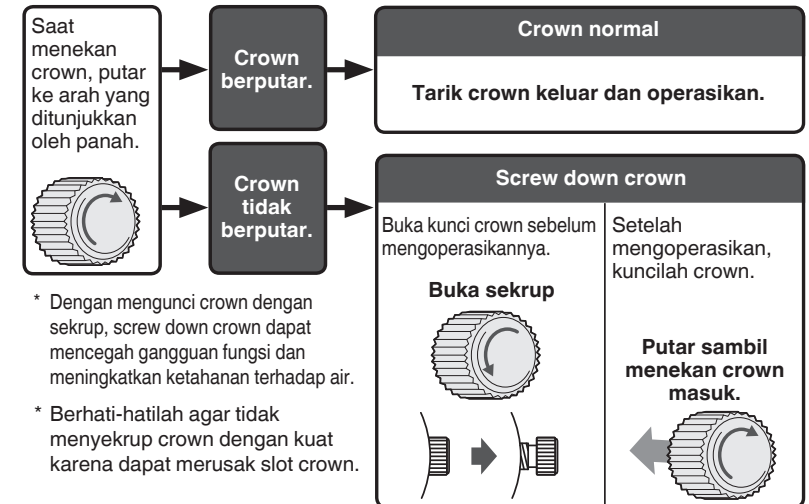 Saat
menekan
crown, putar
ke arah yang
ditunjukkan
oleh panah.
Crown
berputar.
Crown normal
Tarik crown keluar dan operasikan.
Crown
tidak
berputar.
Screw down crown
Buka kunci crown sebelum
mengoperasikannya.
Buka sekrup
Setelah
mengoperasikan,
kuncilah crown.
Putar sambil
menekan crown
masuk.
* Dengan mengunci crown dengan
sekrup, screw down crown dapat
mencegah gangguan fungsi dan
meningkatkan ketahanan terhadap air.
* Berhati-hatilah agar tidak
menyekrup crown dengan kuat
karena dapat merusak slot crown.